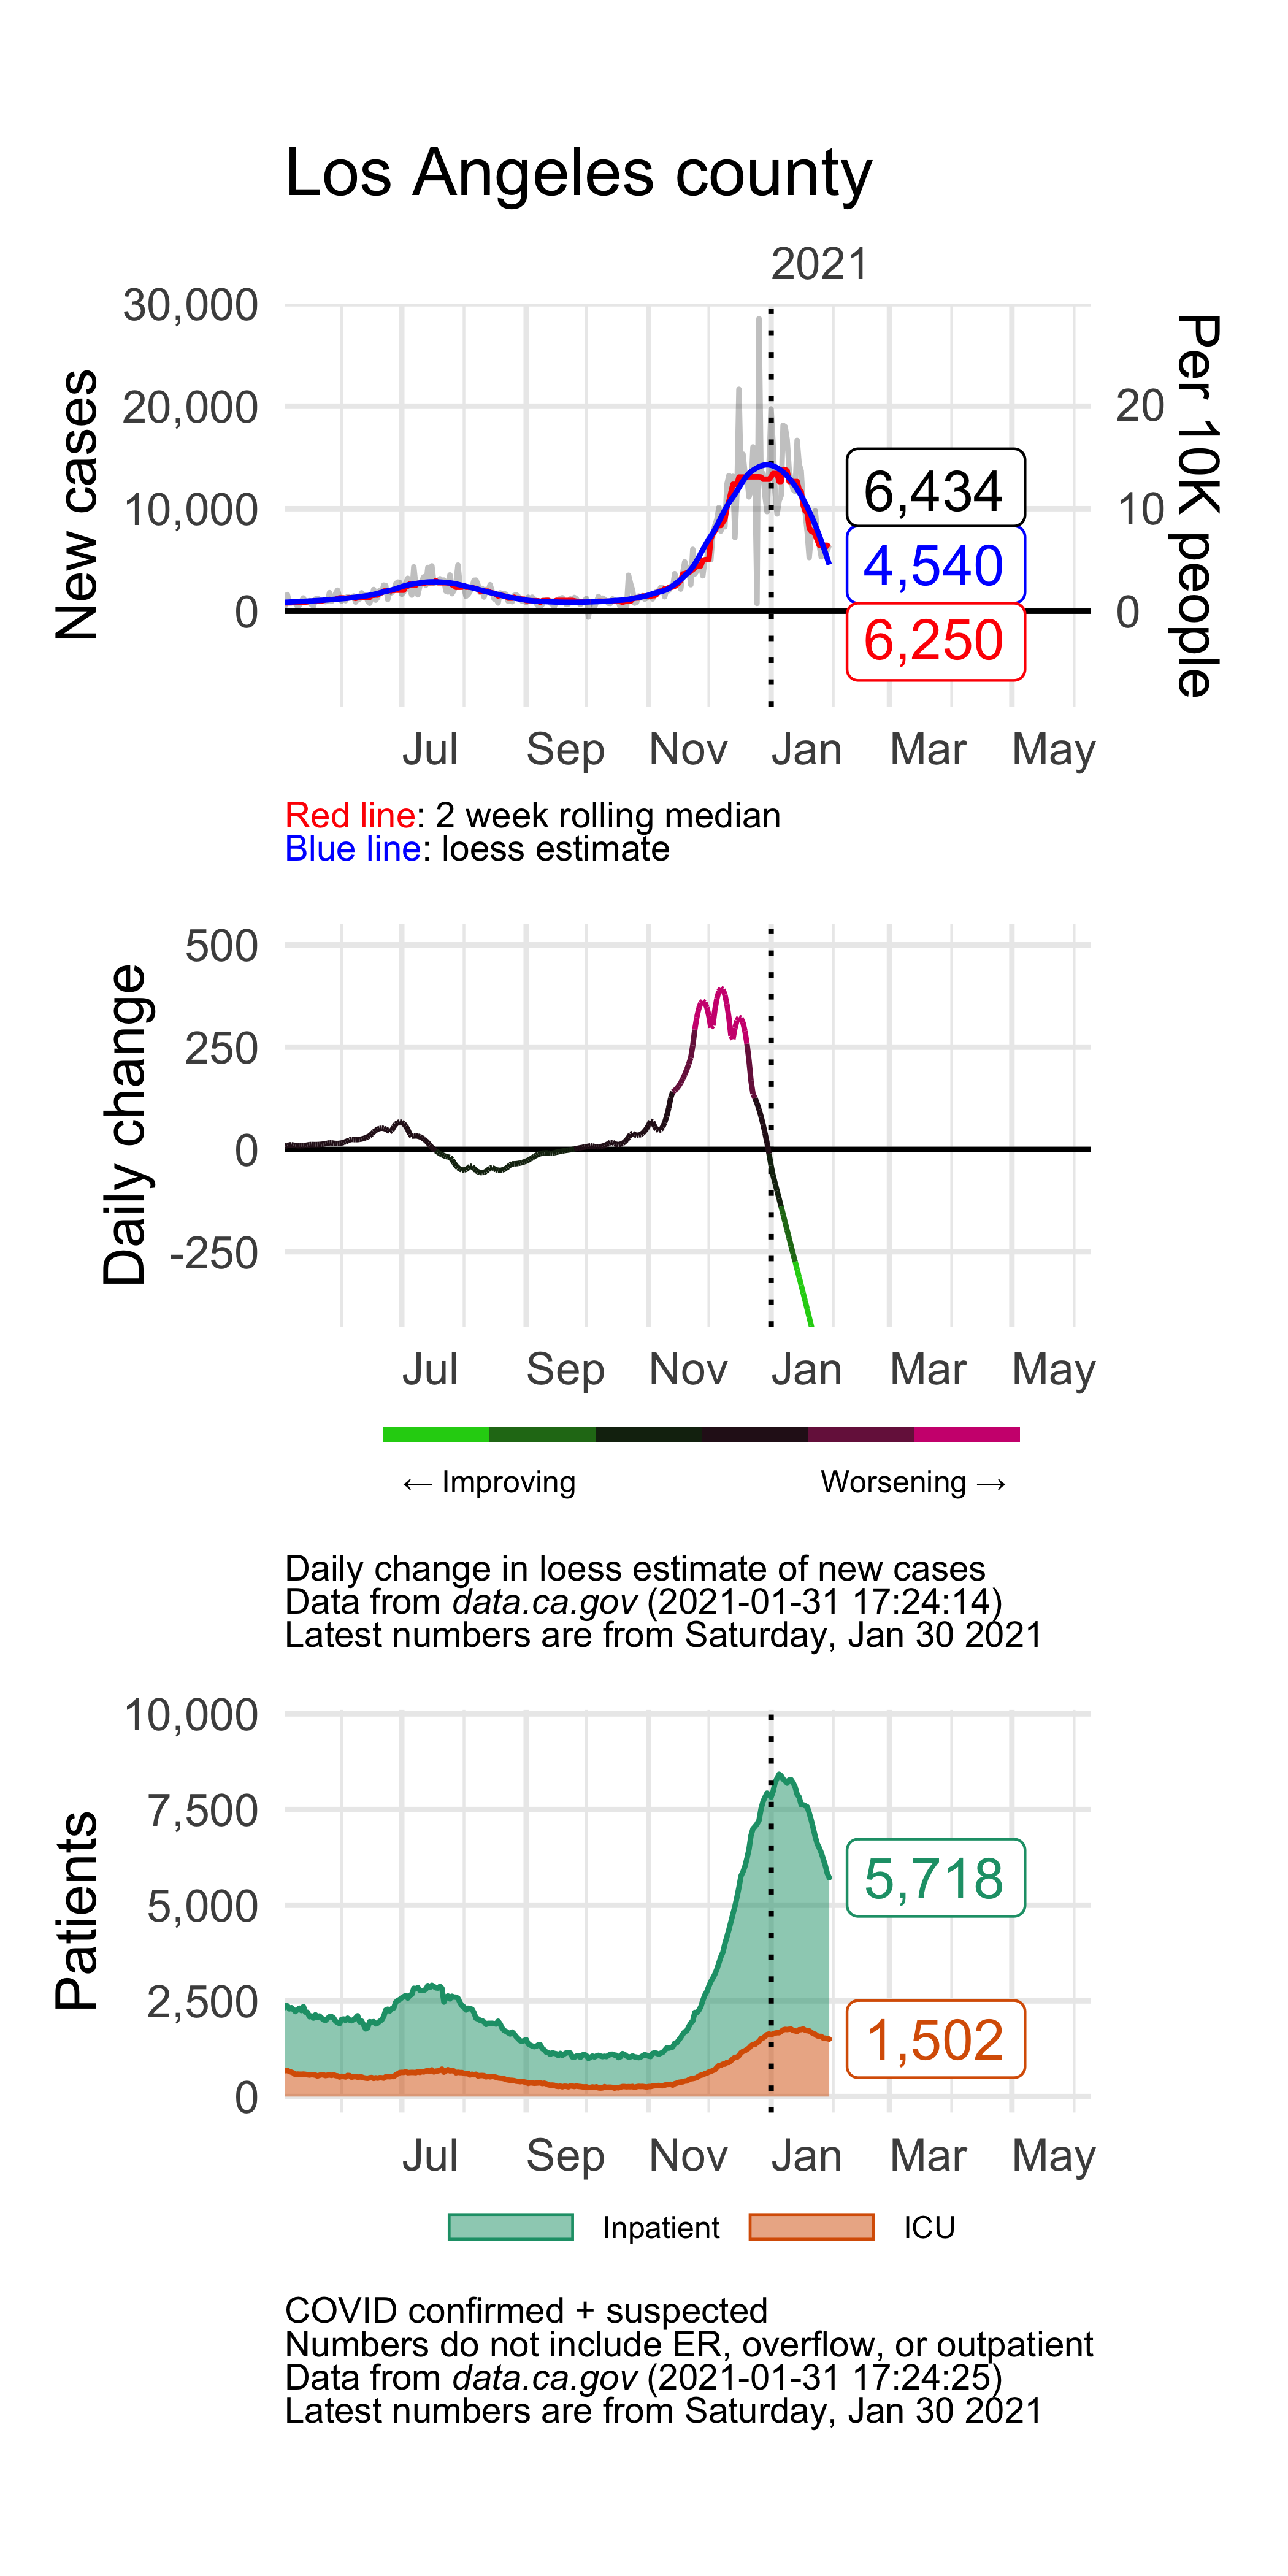 Los Angeles county
2021
30,000
20,000
10,000
0
New cases
20
10
0
Per 10K people
6,434
4,540
6,250
Jul Sep Nov Jan Mar May
Red line: 2 week rolling median
Blue line: loess estimate
500
250
0
-250
Daily change
Jul Sep Nov Jan Mar May
← Improving Worsening →
Daily change in loess estimate of new cases
Data from data.ca.gov (2021-01-31 17:24:14)
Latest numbers are from Saturday, Jan 30 2021
10,000
7,500
5,000
2,500
0
Patients
5,718
1,502
Jul Sep Nov Jan Mar May
Inpatient ICU
COVID confirmed + suspected
Numbers do not include ER, overflow, or outpatient
Data from data.ca.gov (2021-01-31 17:24:25)
Latest numbers are from Saturday, Jan 30 2021